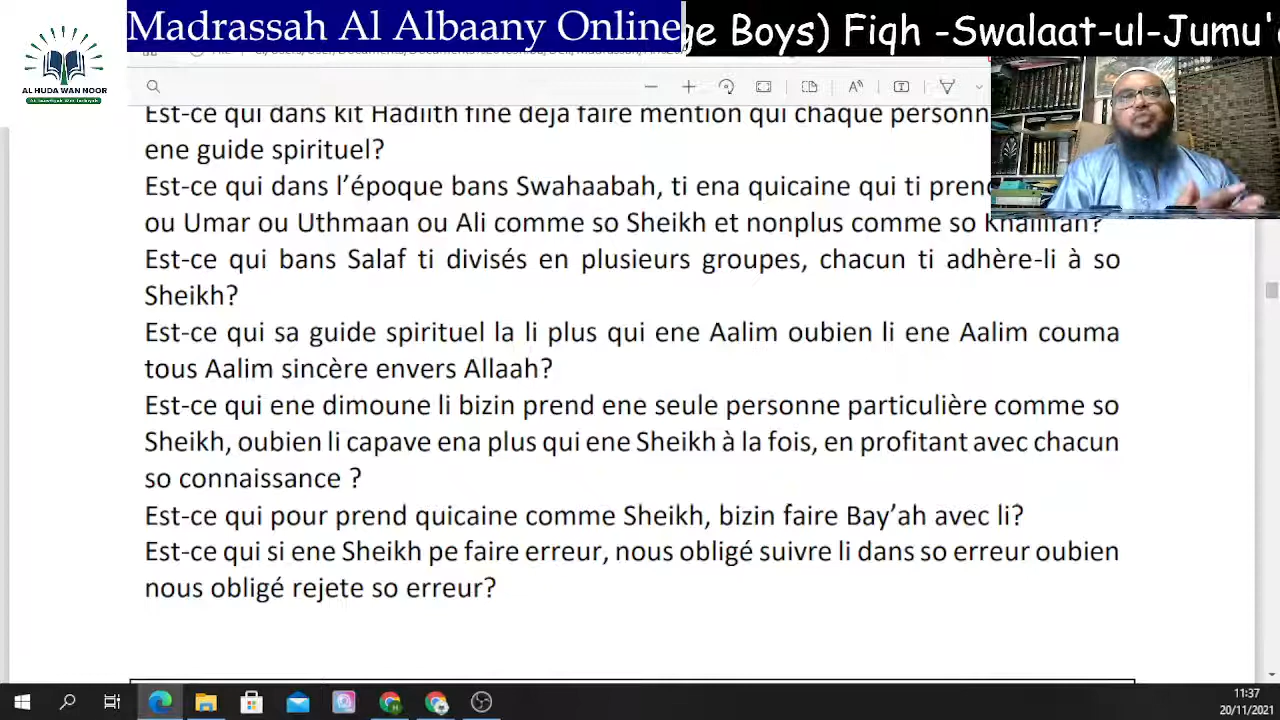 Madrassah Al Albaany Online
ge Boys) Fiqh -Swalaat-ul-Jumu'
AL HUDA WAN NOOR
Est-ce qui dans kit Hadiith fine déjà faire mention qui chaque personn
ene guide spirituel?
Est-ce qui dans l'époque bans Swahaabah, ti ena quicaine qui ti prend
ou Umar ou Uthmaan ou Ali comme so Sheikh et nonplus comme so Khaliifah?
Est-ce qui bans Salaf ti divisés en plusieurs groupes, chacun ti adhère-li à so
Sheikh?
Est-ce qui sa guide spirituel la li plus qui ene Aalim oubien li ene Aalim couma
tous Aalim sincère envers Allaah?
Est-ce qui ene dimoune li bizin prend ene seule personne particulière comme so
Sheikh, oubien li capave ena plus qui ene Sheikh à la fois, en profitant avec chacun
so connaissance ?
Est-ce qui pour prend quicaine comme Sheikh, bizin faire Bay'ah avec li?
Est-ce qui si ene Sheikh pe faire erreur, nous obligé suivre li dans so erreur oubien
nous obligé rejete so erreur?
11:37
20/11/2021